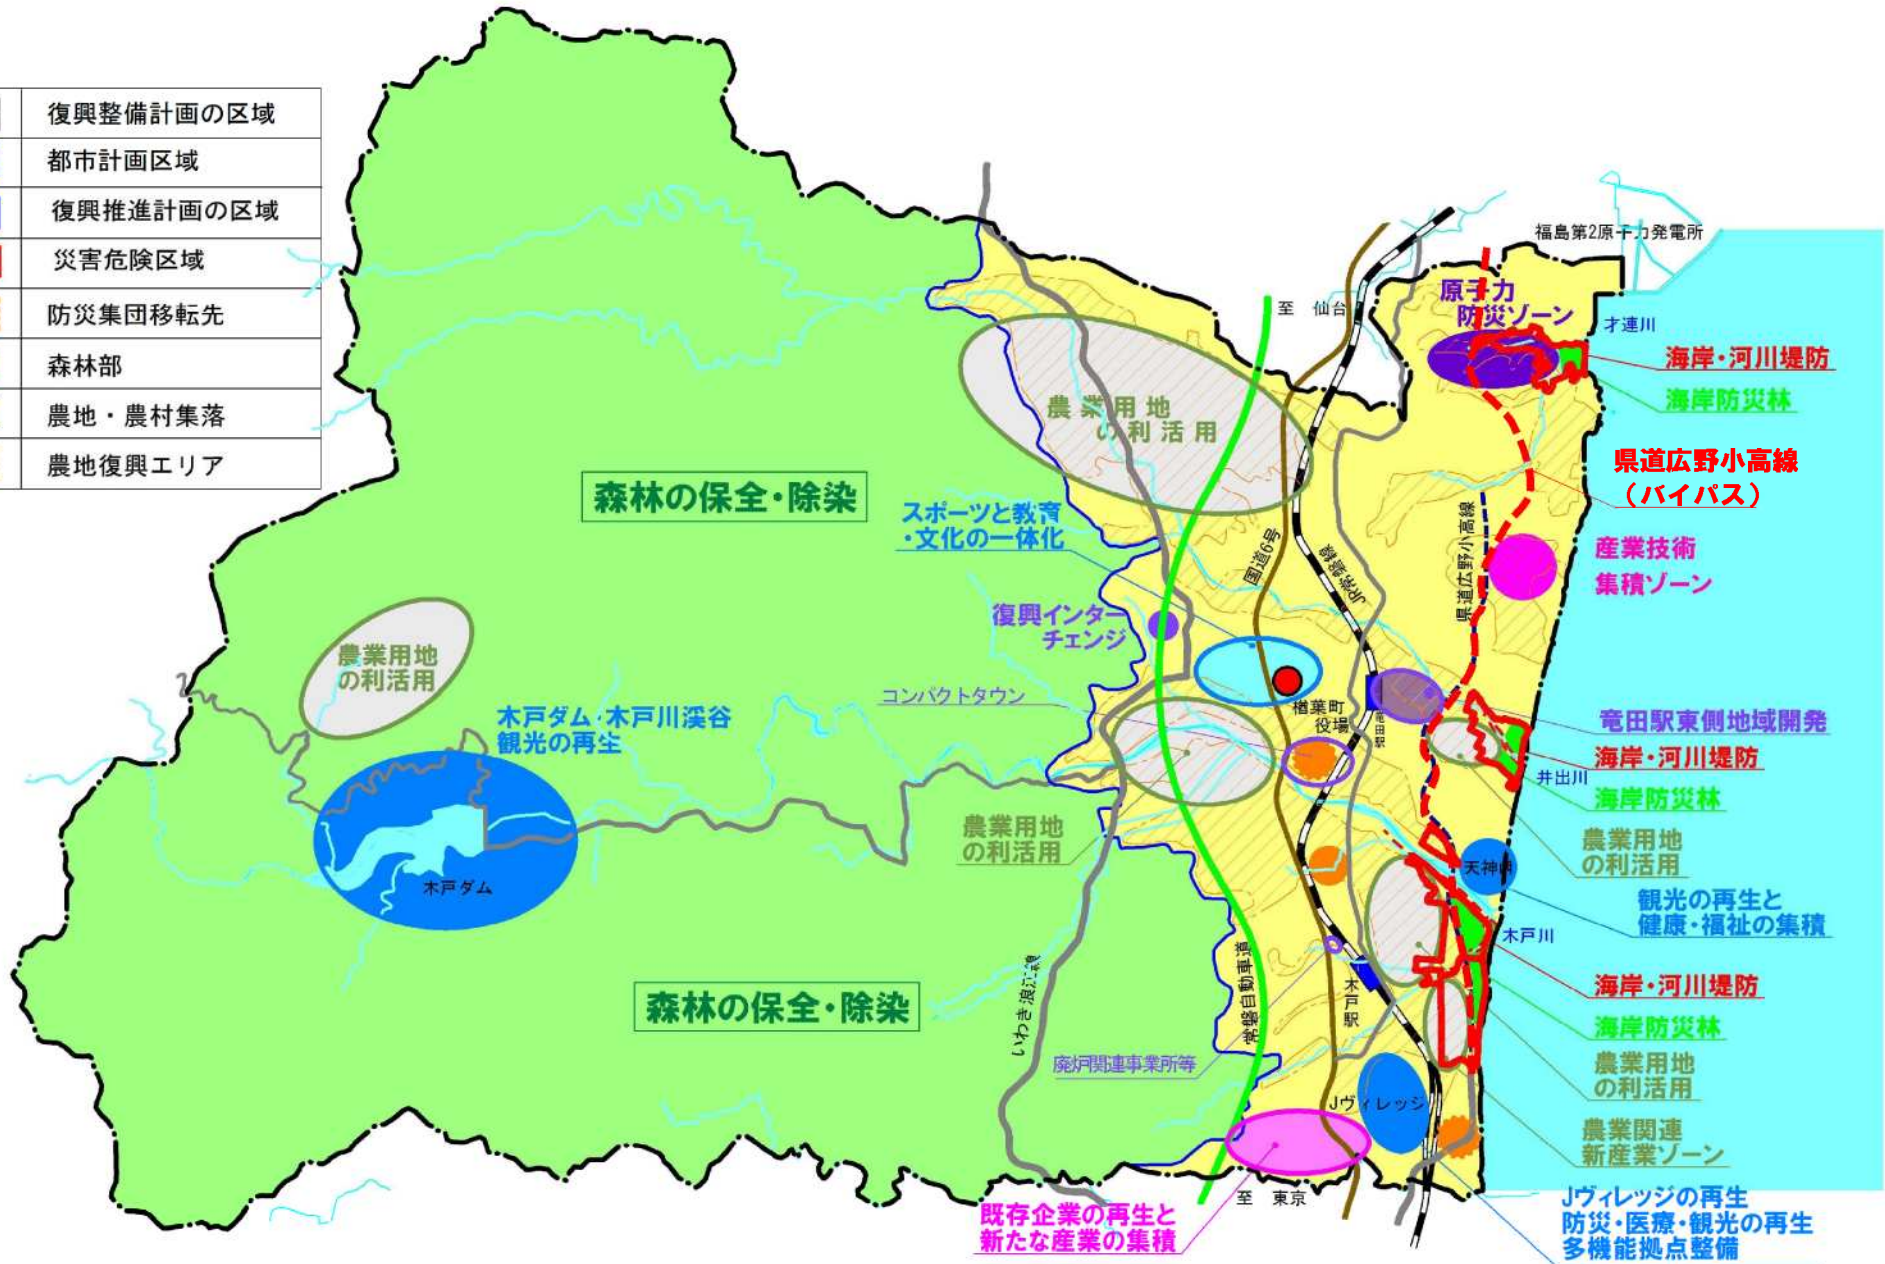 復興整備計画の区域
都市計画区域
復興推進計画の区域
災害危険区域
防災集団移転先
森林部
農地・農村集落
農地復興エリア
福島第2原子力発電所
至 仙台
原子力
防災ゾーン
才連川
海岸・河川堤防
海岸防災林
農業用地
の利活用
県道広野小高線
（バイパス）
森林の保全・除染
スポーツと教育
・文化の一体化
国道6号
JR常磐線
県道広野小高線
産業技術
集積ゾーン
復興インター
チェンジ
農業用地
の利活用
コンパクトタウン
楢葉町
役場
竜田駅
竜田駅東側地域開発
木戸ダム・木戸川渓谷
観光の再生
海岸・河川堤防
井出川
海岸防災林
農業用地
の利活用
農業用地
の利活用
天神岬
木戸ダム
観光の再生と
健康・福祉の集積
木戸川
いわき浪江線
常磐自動車道
木戸駅
海岸・河川堤防
森林の保全・除染
海岸防災林
廃炉関連事業所等
農業用地
の利活用
Jヴィレッジ
農業関連
新産業ゾーン
至 東京
既存企業の再生と
新たな産業の集積
Jヴィレッジの再生
防災・医療・観光の再生
多機能拠点整備